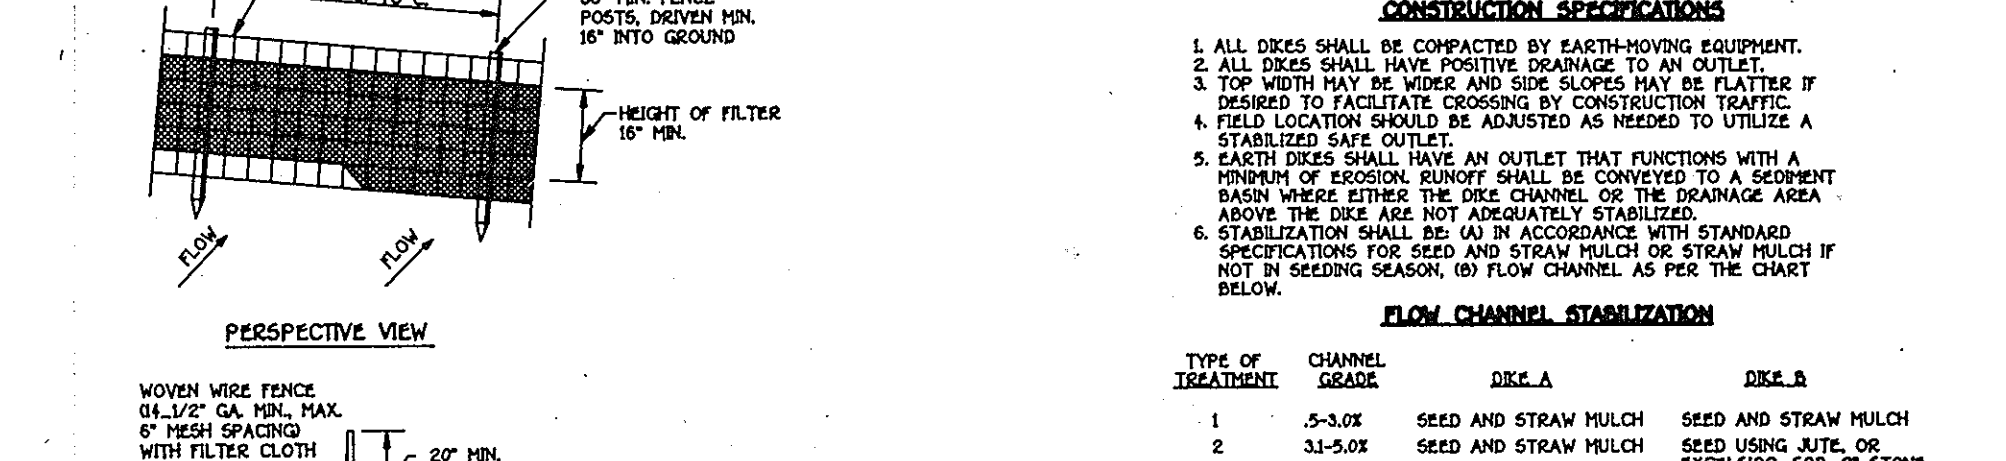 POSTS, DRIVEN MIN.
16" INTO GROUND
HEIGHT OF FILTER
16" MIN.
FLOW
FLOW
PERSPECTIVE VIEW
WOVEN WIRE FENCE
(14_1/2" GA. MIN., MAX.
6" MESH SPACING)
WITH FILTER CLOTH
20" MIN.
CONSTRUCTION SPECIFICATIONS
1. ALL DIKES SHALL BE COMPACTED BY EARTH-MOVING EQUIPMENT.
2. ALL DIKES SHALL HAVE POSITIVE DRAINAGE TO AN OUTLET.
3. TOP WIDTH MAY BE WIDER AND SIDE SLOPES MAY BE FLATTER IF
DESIRED TO FACILITATE CROSSING BY CONSTRUCTION TRAFFIC.
4. FIELD LOCATION SHOULD BE ADJUSTED AS NEEDED TO UTILIZE A
STABILIZED SAFE OUTLET.
5. EARTH DIKES SHALL HAVE AN OUTLET THAT FUNCTIONS WITH A
MINIMUM OF EROSION. RUNOFF SHALL BE CONVEYED TO A SEDIMENT
BASIN WHERE EITHER THE DIKE CHANNEL OR THE DRAINAGE AREA
ABOVE THE DIKE ARE NOT ADEQUATELY STABILIZED.
6. STABILIZATION SHALL BE: (A) IN ACCORDANCE WITH STANDARD
SPECIFICATIONS FOR SEED AND STRAW MULCH OR STRAW MULCH IF
NOT IN SEEDING SEASON, (B) FLOW CHANNEL AS PER THE CHART
BELOW.
FLOW CHANNEL STABILIZATION
TYPE OF TREATMENT CHANNEL GRADE DIKE A DIKE B
1 .5-3.0% SEED AND STRAW MULCH SEED AND STRAW MULCH
2 3.1-5.0% SEED AND STRAW MULCH SEED USING JUTE, OR